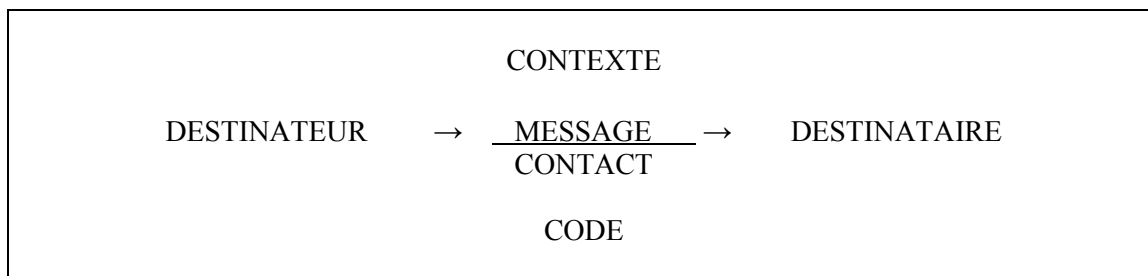 CONTEXTE
DESTINATEUR → MESSAGE → DESTINATAIRE
CONTACT
CODE